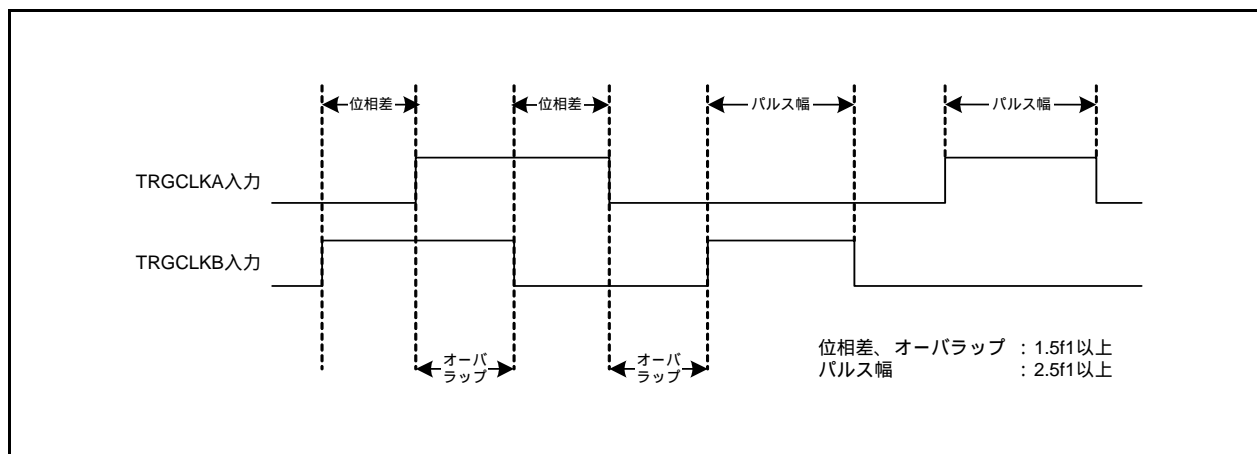 位相差
位相差
パルス幅
パルス幅
TRGCLKA入力
TRGCLKB入力
オーバ
ラップ
オーバ
ラップ
位相差、オーバラップ : 1.5f1以上
パルス幅 : 2.5f1以上